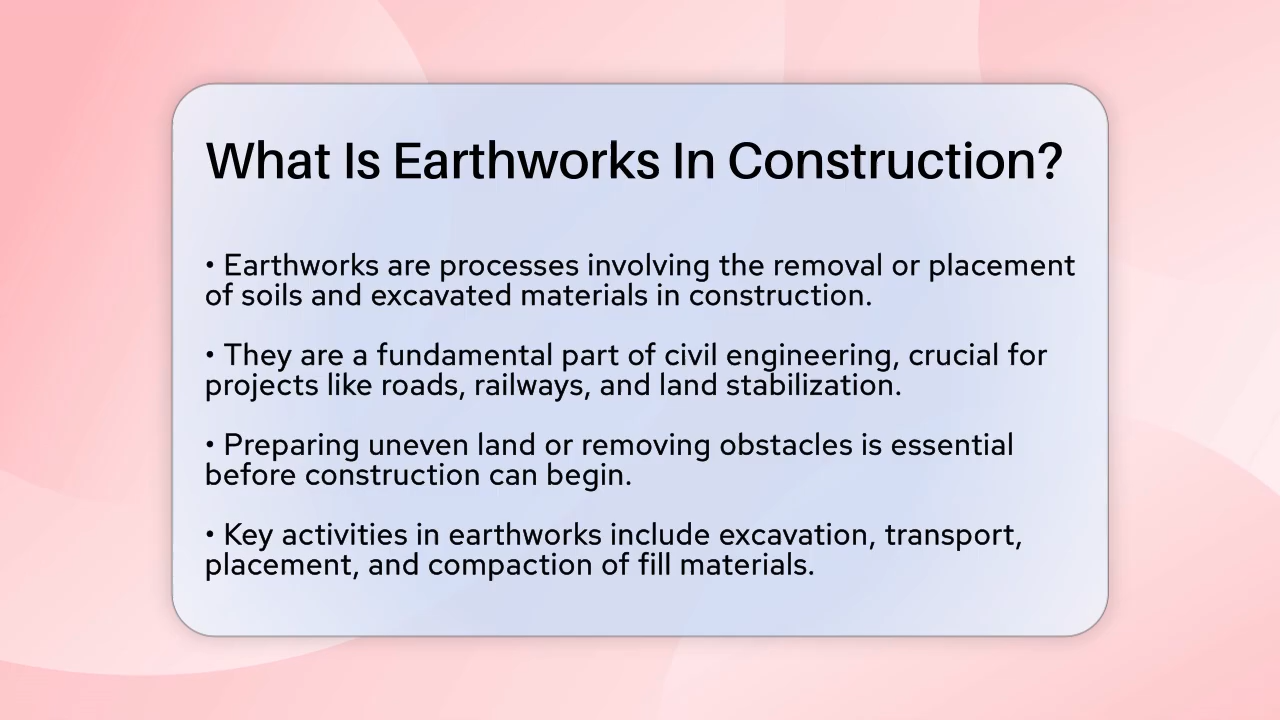 What Is Earthworks In Construction?
• Earthworks are processes involving the removal or placement
of soils and excavated materials in construction.
• They are a fundamental part of civil engineering, crucial for
projects like roads, railways, and land stabilization.
• Preparing uneven land or removing obstacles is essential
before construction can begin.
• Key activities in earthworks include excavation, transport,
placement, and compaction of fill materials.